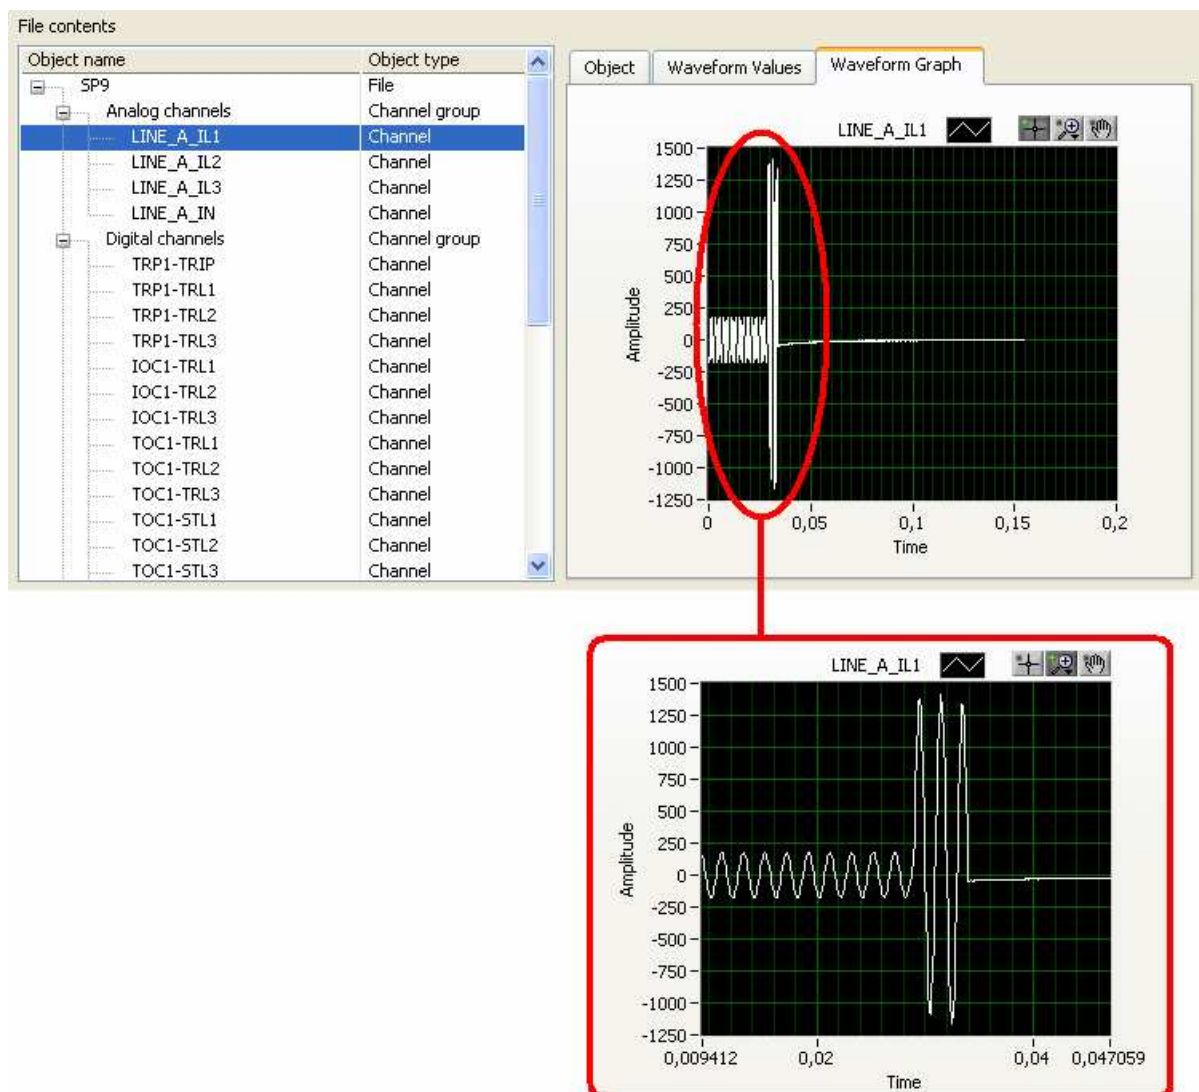 File contents
Object name Object type
SP9 File
Analog channels Channel group
LINE_A_IL1 Channel
LINE_A_IL2 Channel
LINE_A_IL3 Channel
LINE_A_IN Channel
Digital channels Channel group
TRP1-TRIP Channel
TRP1-TRL1 Channel
TRP1-TRL2 Channel
TRP1-TRL3 Channel
IOC1-TRL1 Channel
IOC1-TRL2 Channel
IOC1-TRL3 Channel
TOC1-TRL1 Channel
TOC1-TRL2 Channel
TOC1-TRL3 Channel
TOC1-STL1 Channel
TOC1-STL2 Channel
TOC1-STL3 Channel
Object Waveform Values Waveform Graph
LINE_A_IL1
1500
1250
1000
750
500
250
0
-250
-500
-750
-1000
-1250
Amplitude
0 0,05 0,1 0,15 0,2
Time
LINE_A_IL1
1500
1250
1000
750
500
250
0
-250
-500
-750
-1000
-1250
Amplitude
0,009412 0,02 0,04 0,047059
Time